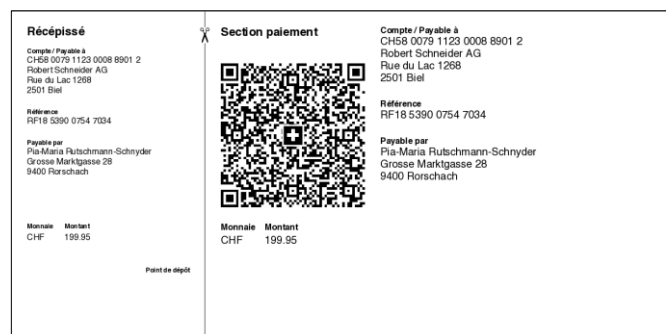 Récépissé
Compte / Payable à
CH58 0079 1123 0008 8901 2
Robert Schneider AG
Rue du Lac 1268
2501 Biel
Référence
RF18 5390 0754 7034
Payable par
Pia-Maria Rutschmann-Schnyder
Grosse Marktgasse 28
9400 Rorschach
Monnaie Montant
CHF 199.95
Point de dépôt
Section paiement
Monnaie Montant
CHF 199.95
Compte / Payable à
CH58 0079 1123 0008 8901 2
Robert Schneider AG
Rue du Lac 1268
2501 Biel
Référence
RF18 5390 0754 7034
Payable par
Pia-Maria Rutschmann-Schnyder
Grosse Marktgasse 28
9400 Rorschach